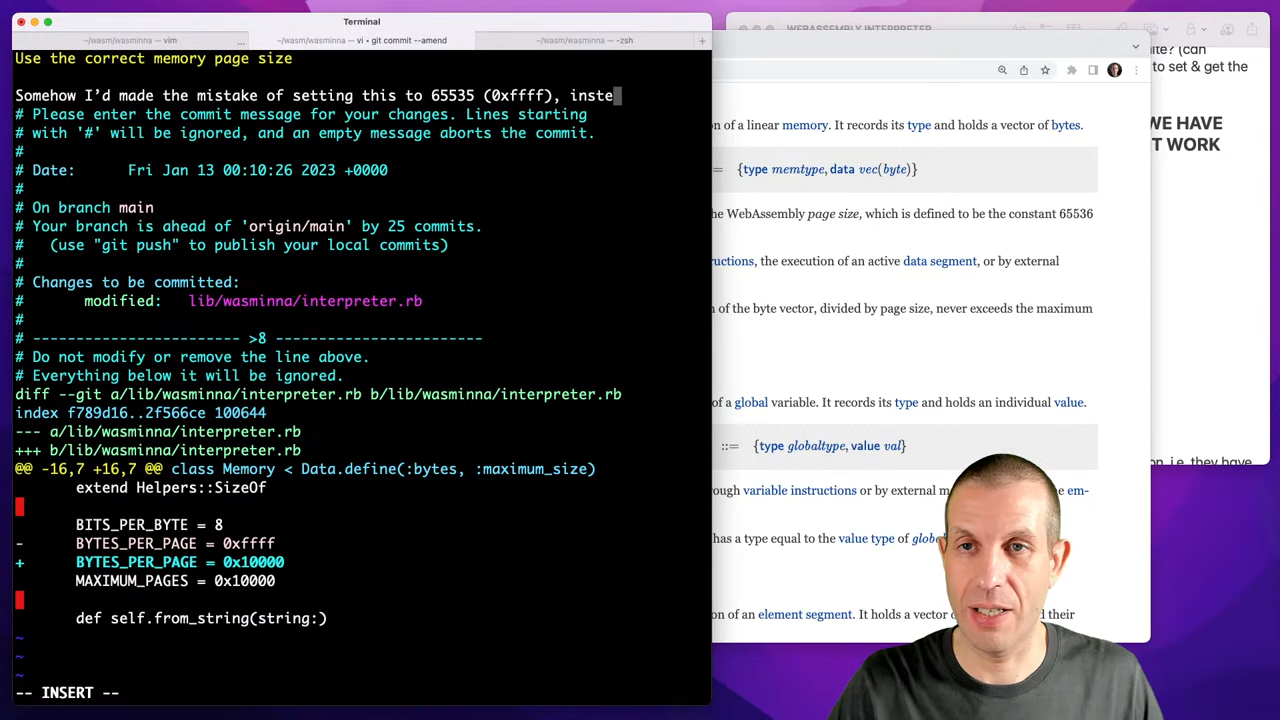 Terminal
~/wasm/wasminna — vim
...
~/wasm/wasminna — vi • git commit --amend
~/wasm/wasminna — -zsh
+
Use the correct memory page size
Somehow I’d made the mistake of setting this to 65535 (0xffff), inste
# Please enter the commit message for your changes. Lines starting
# with '#' will be ignored, and an empty message aborts the commit.
#
# Date:      Fri Jan 13 00:10:26 2023 +0000
#
# On branch main
# Your branch is ahead of 'origin/main' by 25 commits.
#   (use "git push" to publish your local commits)
#
# Changes to be committed:
#       modified:   lib/wasminna/interpreter.rb
#
# ------------------------ >8 ------------------------
# Do not modify or remove the line above.
# Everything below it will be ignored.
diff --git a/lib/wasminna/interpreter.rb b/lib/wasminna/interpreter.rb
index f789d16..2f566ce 100644
--- a/lib/wasminna/interpreter.rb
+++ b/lib/wasminna/interpreter.rb
@@ -16,7 +16,7 @@ class Memory < Data.define(:bytes, :maximum_size)
       extend Helpers::SizeOf
       BITS_PER_BYTE = 8
-      BYTES_PER_PAGE = 0xffff
+      BYTES_PER_PAGE = 0x10000
       MAXIMUM_PAGES = 0x10000
       def self.from_string(string:)
~
~
~
-- INSERT --
WEBASSEMBLY INTERPRETER
ite? (can
to set & get the
WE HAVE
T WORK
on, i.e. they have
on of a linear memory. It records its type and holds a vector of bytes.
= {type memtype, data vec(byte)}
he WebAssembly page size, which is defined to be the constant 65536
ructions, the execution of an active data segment, or by external
n of the byte vector, divided by page size, never exceeds the maximum
of a global variable. It records its type and holds an individual value.
::= {type globaltype, value val}
rough variable instructions or by external m e em-
has a type equal to the value type of glob
on of an element segment. It holds a vector their